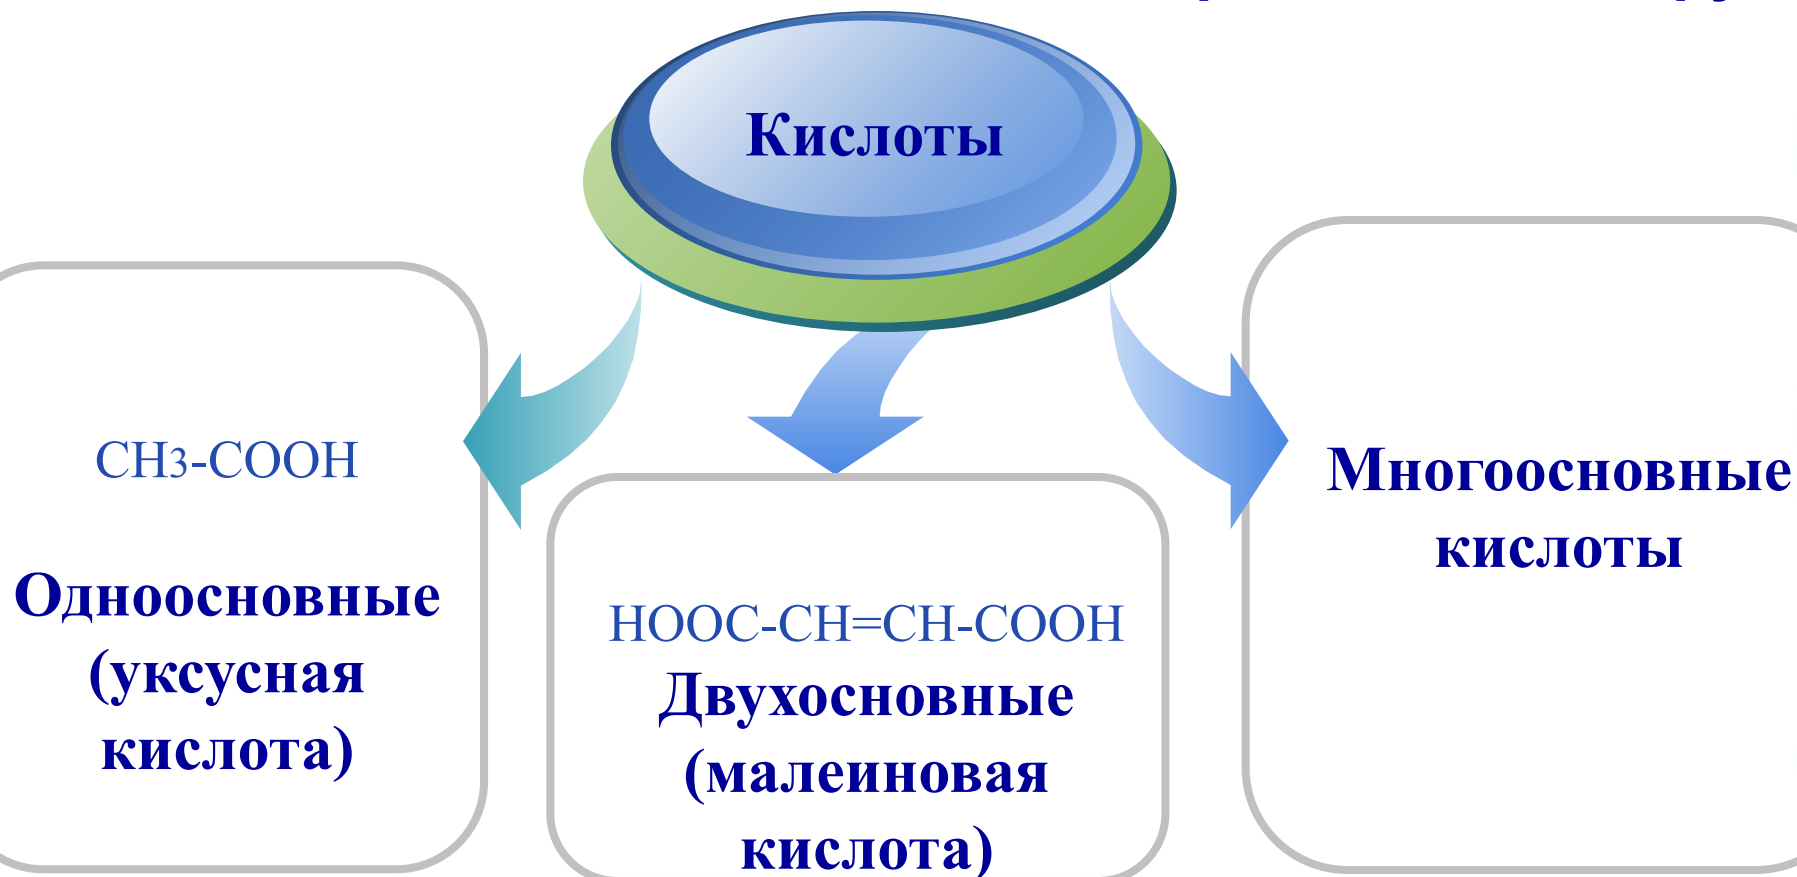 Кислоты
CH3-COOH
Одноосновные
(уксусная
кислота)
HOOC-CH=CH-COOH
Двухосновные
(малеиновая
кислота)
Многоосновные
кислоты